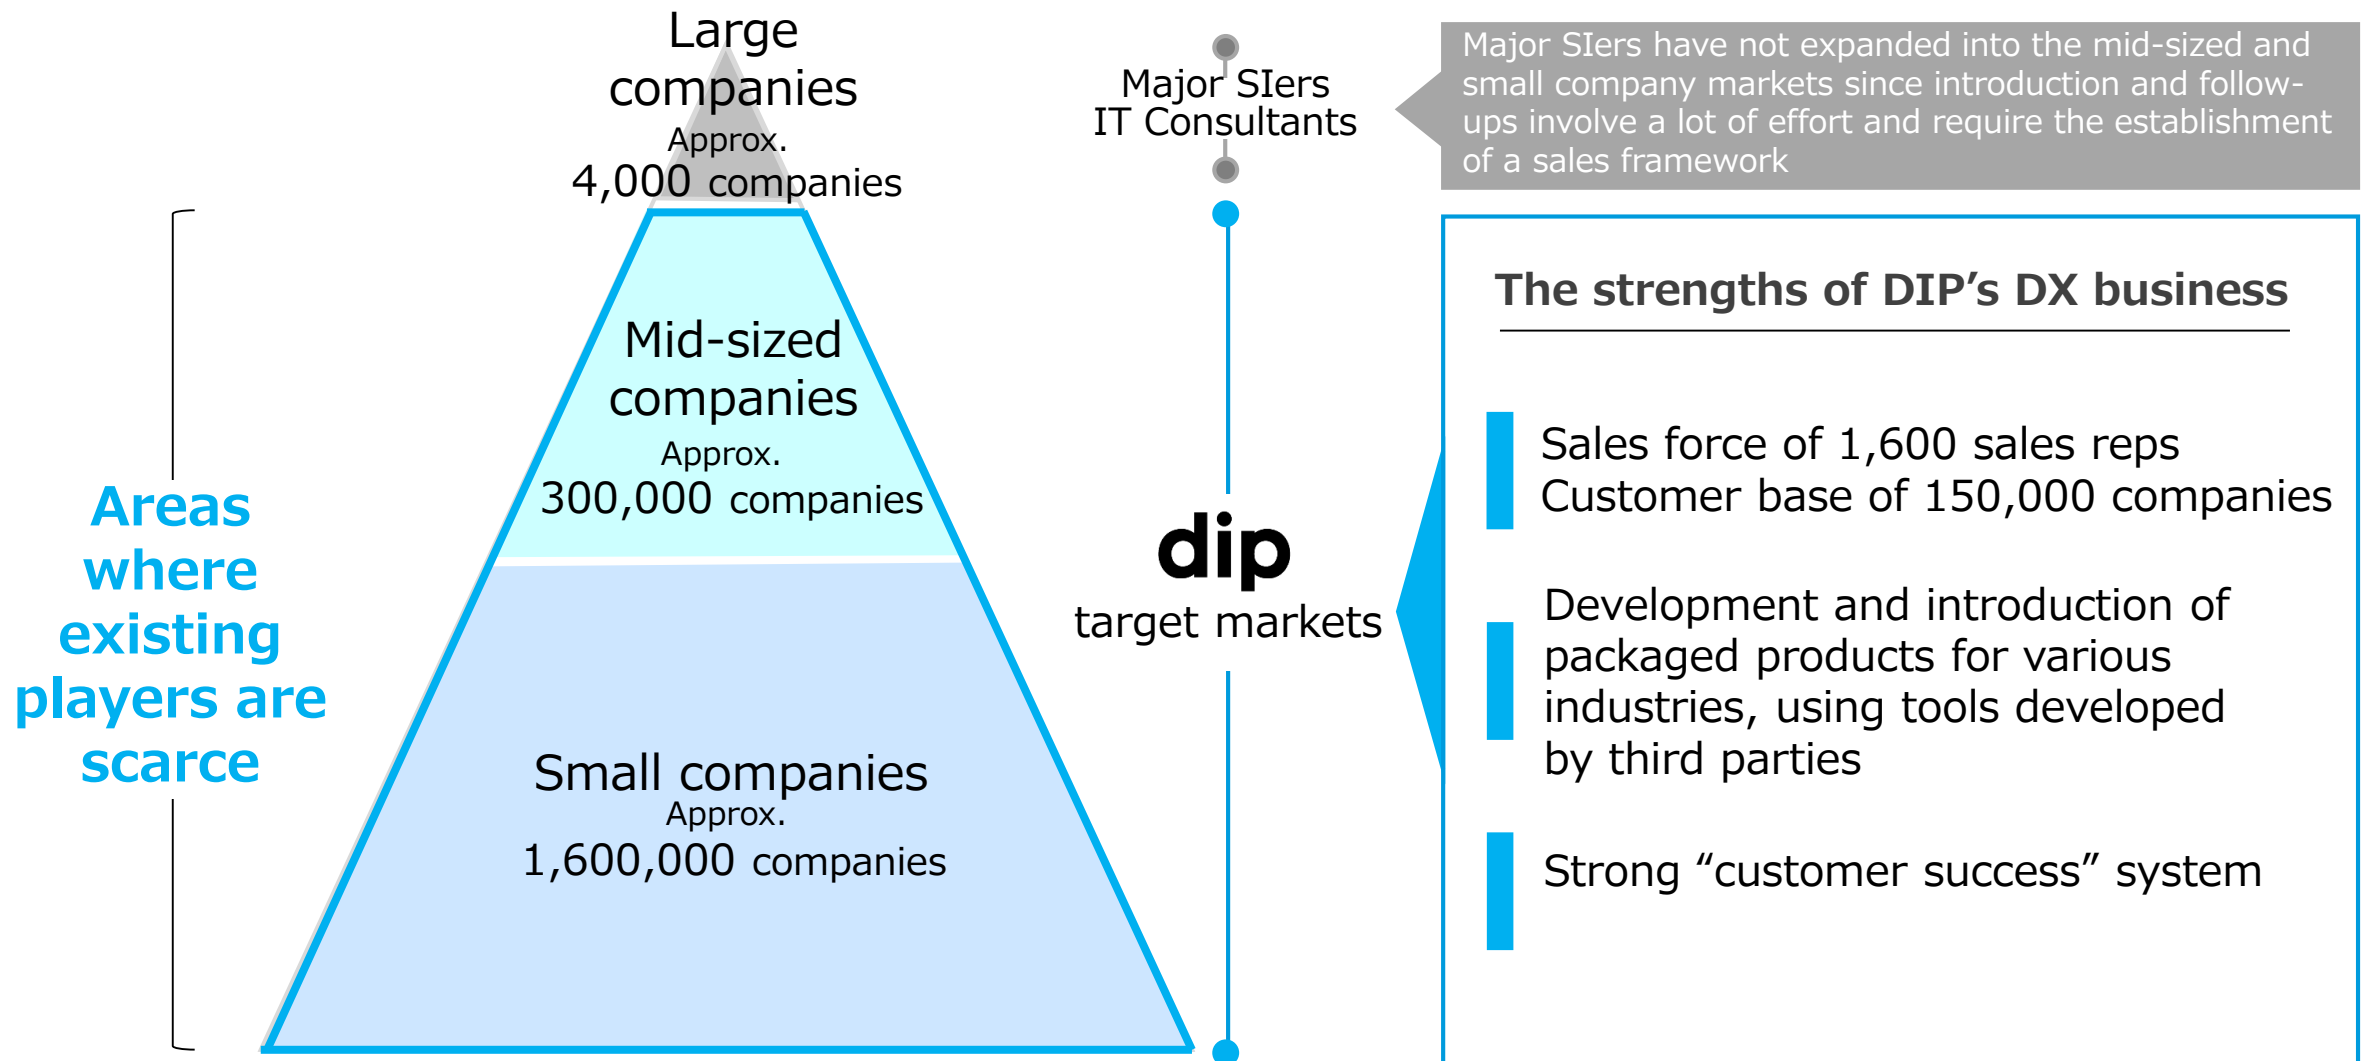 Large
companies
Approx.
4,000 companies
Major SIers
IT Consultants
Major SIers have not expanded into the mid-sized and
small company markets since introduction and follow-
ups involve a lot of effort and require the establishment
of a sales framework
Areas
where
existing
players are
scarce
Mid-sized
companies
Approx.
300,000 companies
Small companies
Approx.
1,600,000 companies
dip
target markets
The strengths of DIP’s DX business
Sales force of 1,600 sales reps
Customer base of 150,000 companies
Development and introduction of
packaged products for various
industries, using tools developed
by third parties
Strong “customer success” system